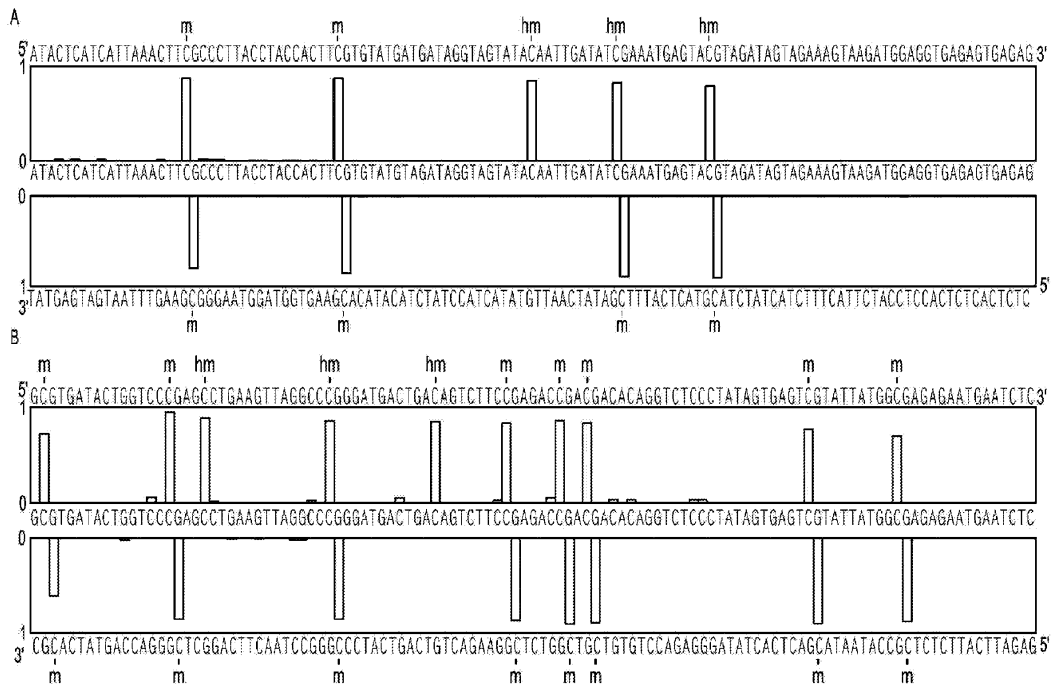 A
m m hm hm hm
5' ATACTCATCATTAAACTTCGCCCTTACCTACCACTTCGTGTATGATGATAGGTAGTATACAATTGATATCGAAATGAGTACGTAGATAGTAGAAAGTAAGATGGAGGTGAGAGTGAGAG 3'
1
0
ATACTCATCATTAAACTTCGCCCTTACCTACCACTTCGTGTATGTAGATAGGTAGTATACAATTGATATCGAAATGAGTACGTAGATAGTAGAAAGTAAGATGGAGGTGAGAGTGAGAG
0
1 5'
3' TATGAGTAGTAATTTGAAGCGGGAATGGATGGTGAAGCACATACATCTATCCATCATATGTTAACTATAGCTTTACTCATGCATCTATCATCTTTCATTCTACCTCCACTCTCACTCTC
m m m m
B
m m hm hm hm m m m m m
5' GCGTGATACTGGTCCCGAGCCTGAAGTTAGGCCCGGGATGACTGACAGTCTTCCGAGACCGACGACACAGGTCTCCCTATAGTGAGTCGTATTATGGCGAGAGAATGAATCTC 3'
1
0
GCGTGATACTGGTCCCGAGCCTGAAGTTAGGCCCGGGATGACTGACAGTCTTCCGAGACCGACGACACAGGTCTCCCTATAGTGAGTCGTATTATGGCGAGAGAATGAATCTC
0
-1
3' CGCACTATGACCAGGGCTCGGACTTCAATCCGGGCCCTACTGACTGTCAGAAGGCTCTGGCTGCTGTGTCCAGAGGGATATCACTCAGCATAATACCGCTCTCTTACTTAGAG 5'
m m m m m m m m